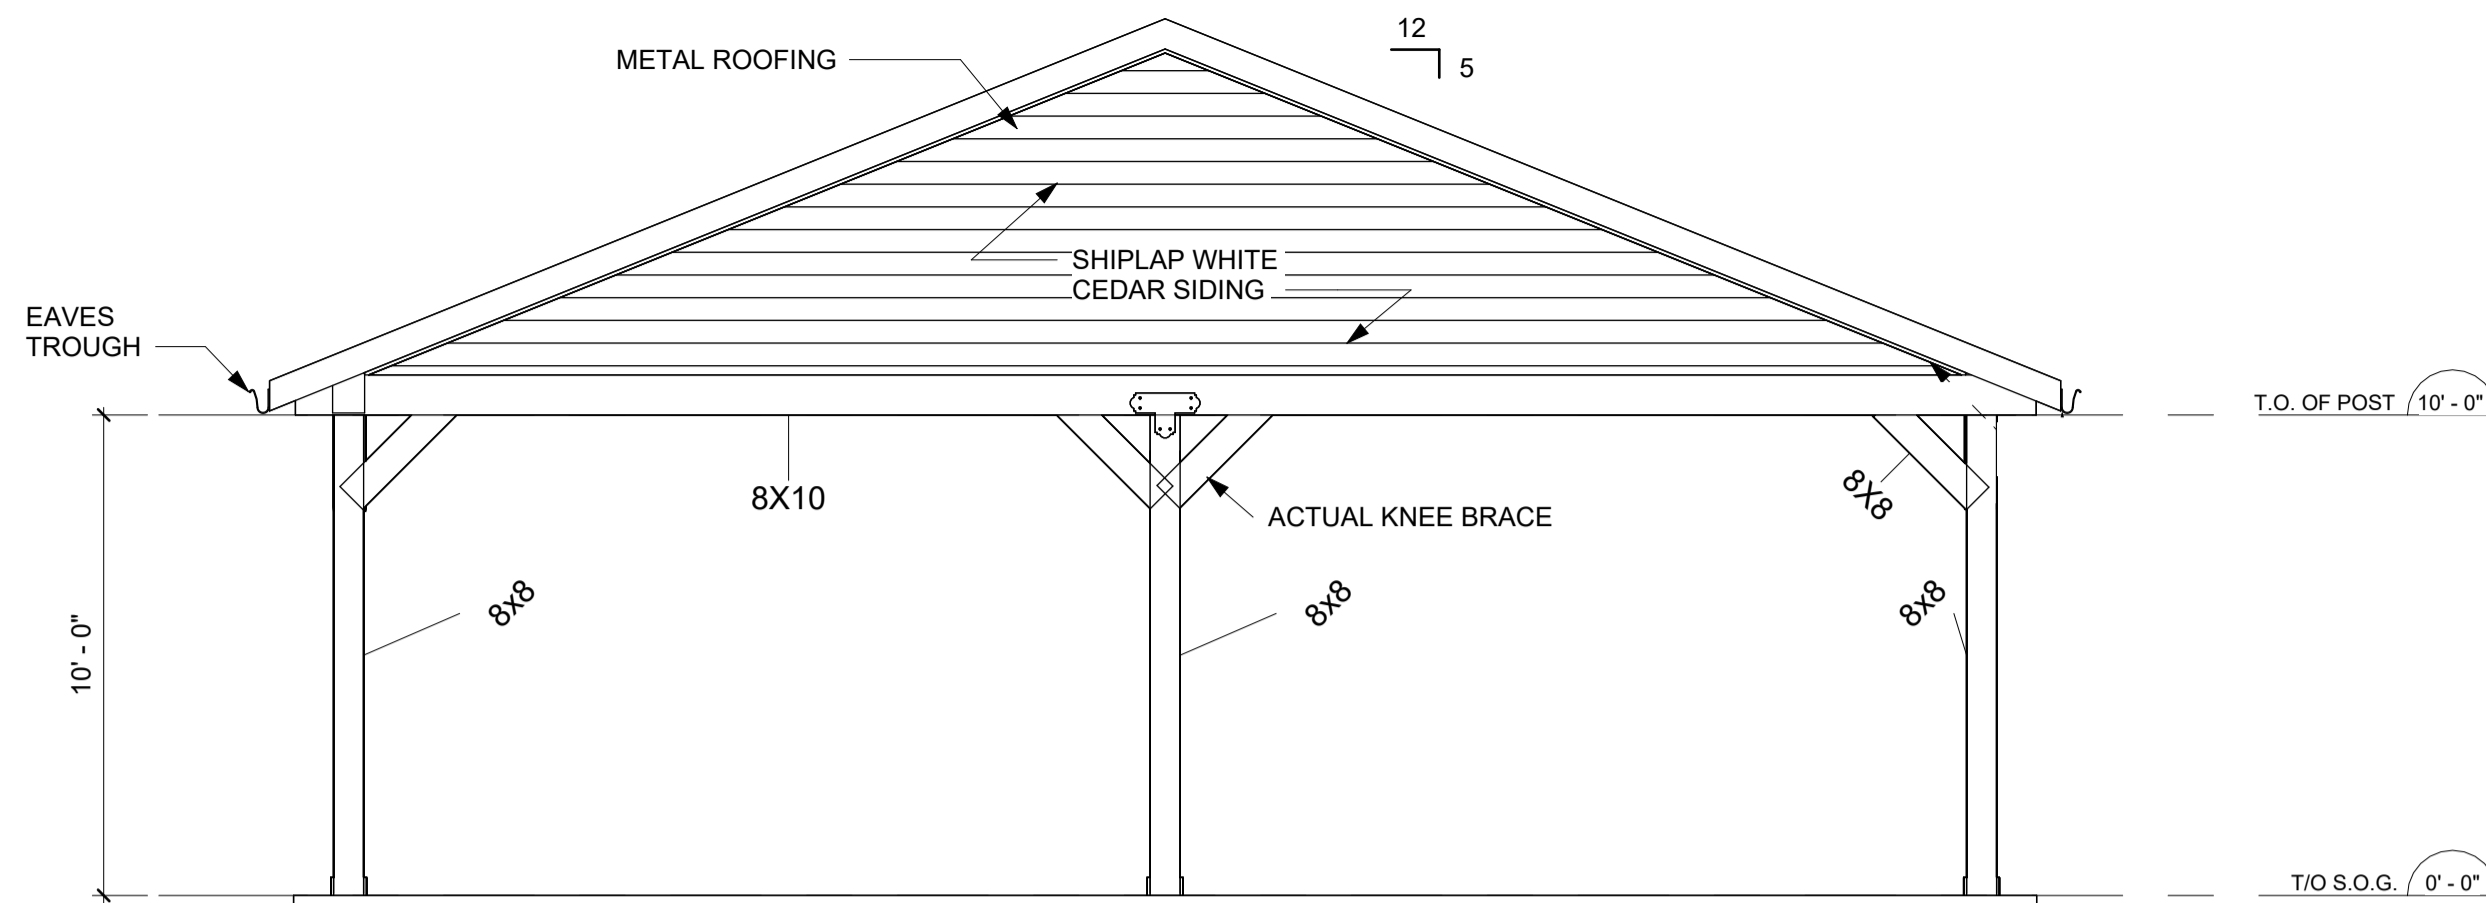 12
5
METAL ROOFING
SHIPLAP WHITE
CEDAR SIDING
EAVES
TROUGH
T.O. OF POST 10' - 0"
8X10
8X8
ACTUAL KNEE BRACE
8x8
8x8
8x8
10' - 0"
T/O S.O.G. 0' - 0"